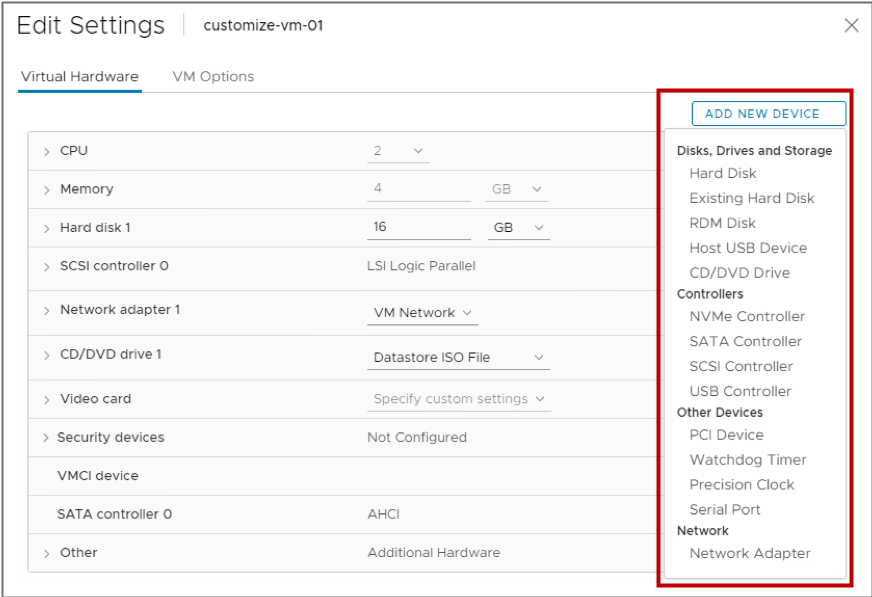 Edit Settings customize-vm-01
Virtual Hardware VM Options
ADD NEW DEVICE
CPU 2
Memory 4 GB
Hard disk 1 16 GB
SCSI controller 0 LSI Logic Parallel
Network adapter 1 VM Network
CD/DVD drive 1 Datastore ISO File
Video card Specify custom settings
Security devices Not Configured
VMCI device
SATA controller 0 AHCI
Other Additional Hardware
Disks, Drives and Storage
Hard Disk
Existing Hard Disk
RDM Disk
Host USB Device
CD/DVD Drive
Controllers
NVMe Controller
SATA Controller
SCSI Controller
USB Controller
Other Devices
PCI Device
Watchdog Timer
Precision Clock
Serial Port
Network
Network Adapter